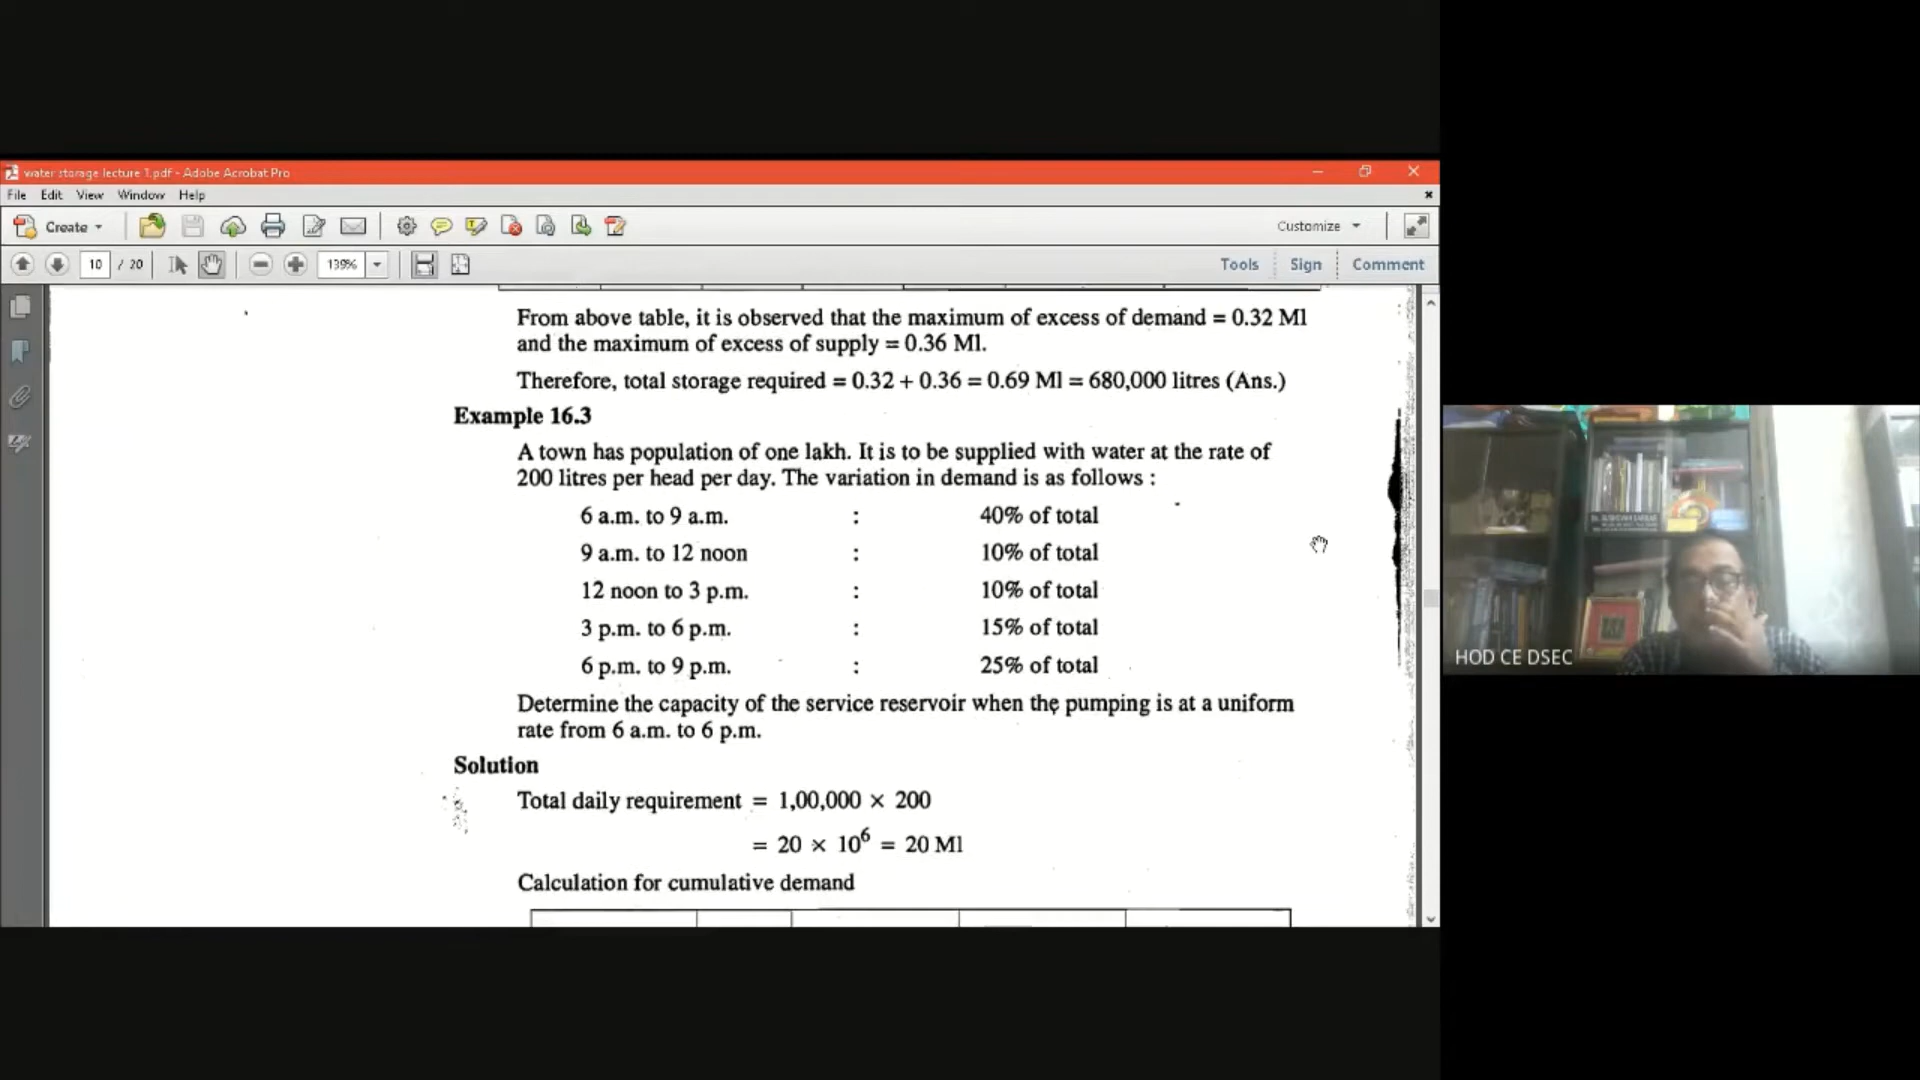 water storage lecture 1.pdf - Adobe Acrobat Pro
File Edit View Window Help
Create
Customize
10 / 20
139%
Tools Sign Comment
From above table, it is observed that the maximum of excess of demand = 0.32 Ml
and the maximum of excess of supply = 0.36 Ml.
Therefore, total storage required = 0.32 + 0.36 = 0.69 Ml = 680,000 litres (Ans.)
Example 16.3
A town has population of one lakh. It is to be supplied with water at the rate of
200 litres per head per day. The variation in demand is as follows :
6 a.m. to 9 a.m. : 40% of total
9 a.m. to 12 noon : 10% of total
12 noon to 3 p.m. : 10% of total
3 p.m. to 6 p.m. : 15% of total
6 p.m. to 9 p.m. : 25% of total
Determine the capacity of the service reservoir when the pumping is at a uniform
rate from 6 a.m. to 6 p.m.
Solution
Total daily requirement = 1,00,000 × 200
= 20 × 10⁶ = 20 Ml
Calculation for cumulative demand
HOD CE DSEC